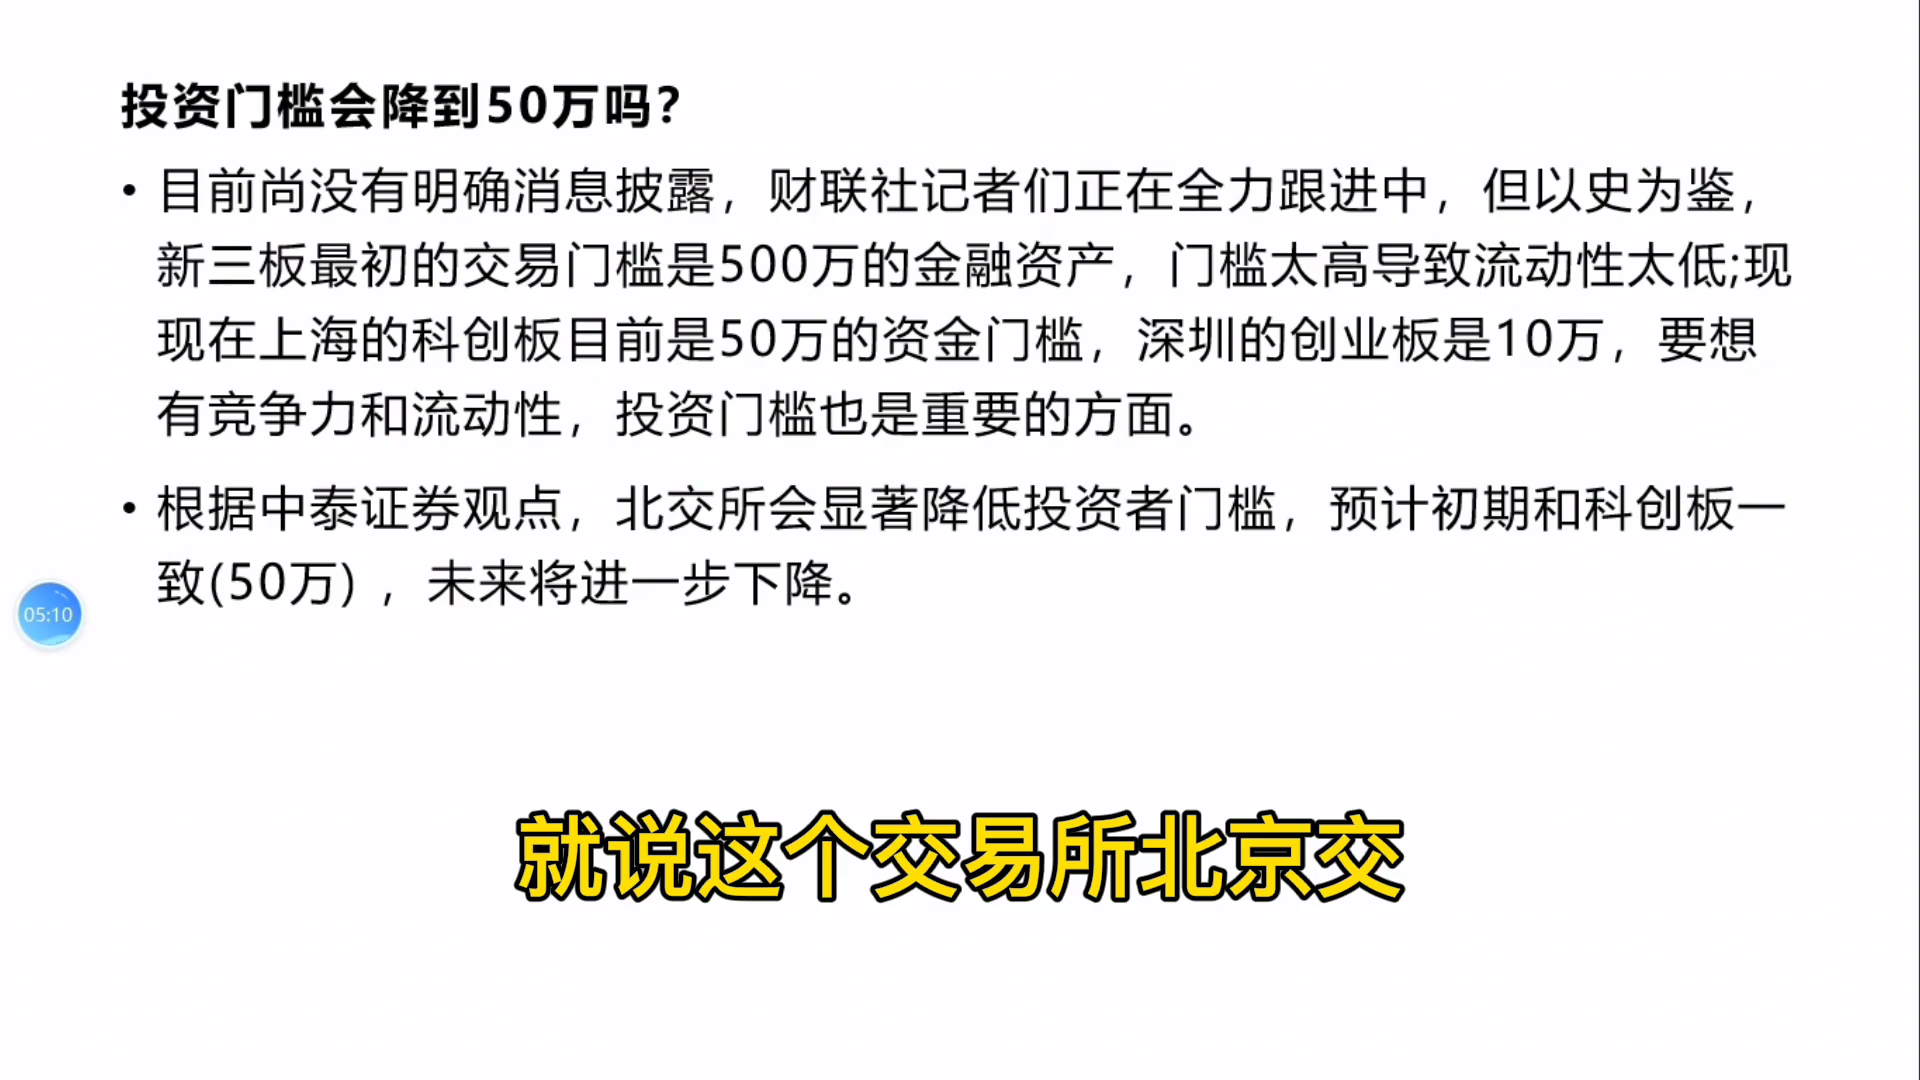 投资门槛会降到50万吗？
• 目前尚没有明确消息披露，财联社记者们正在全力跟进中，但以史为鉴，
新三板最初的交易门槛是500万的金融资产，门槛太高导致流动性太低;现
现在上海的科创板目前是50万的资金门槛，深圳的创业板是10万，要想
有竞争力和流动性，投资门槛也是重要的方面。
• 根据中泰证券观点，北交所会显著降低投资者门槛，预计初期和科创板一
致(50万)，未来将进一步下降。
05:10
就说这个交易所北京交